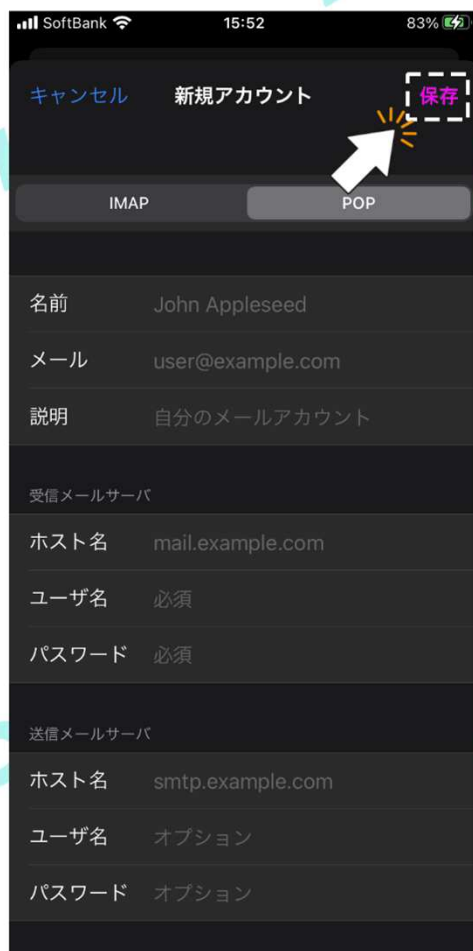 SoftBank 15:52 83%
キャンセル 新規アカウント 保存
IMAP POP
名前 John Appleseed
メール user@example.com
説明 自分のメールアカウント
受信メールサーバ
ホスト名 mail.example.com
ユーザ名 必須
パスワード 必須
送信メールサーバ
ホスト名 smtp.example.com
ユーザ名 オプション
パスワード オプション